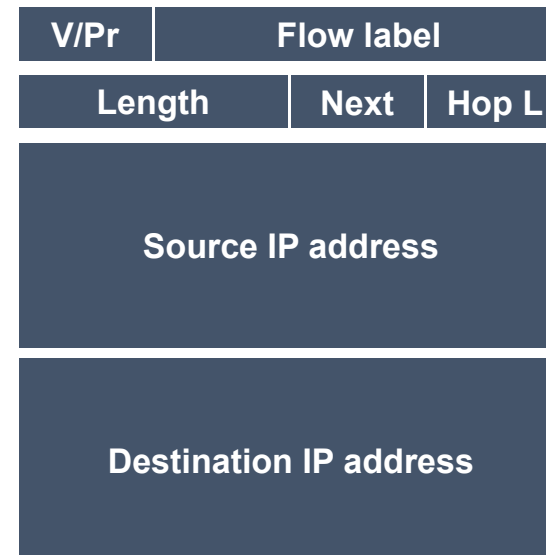 V/Pr Flow label
Length Next Hop L
Source IP address
Destination IP address